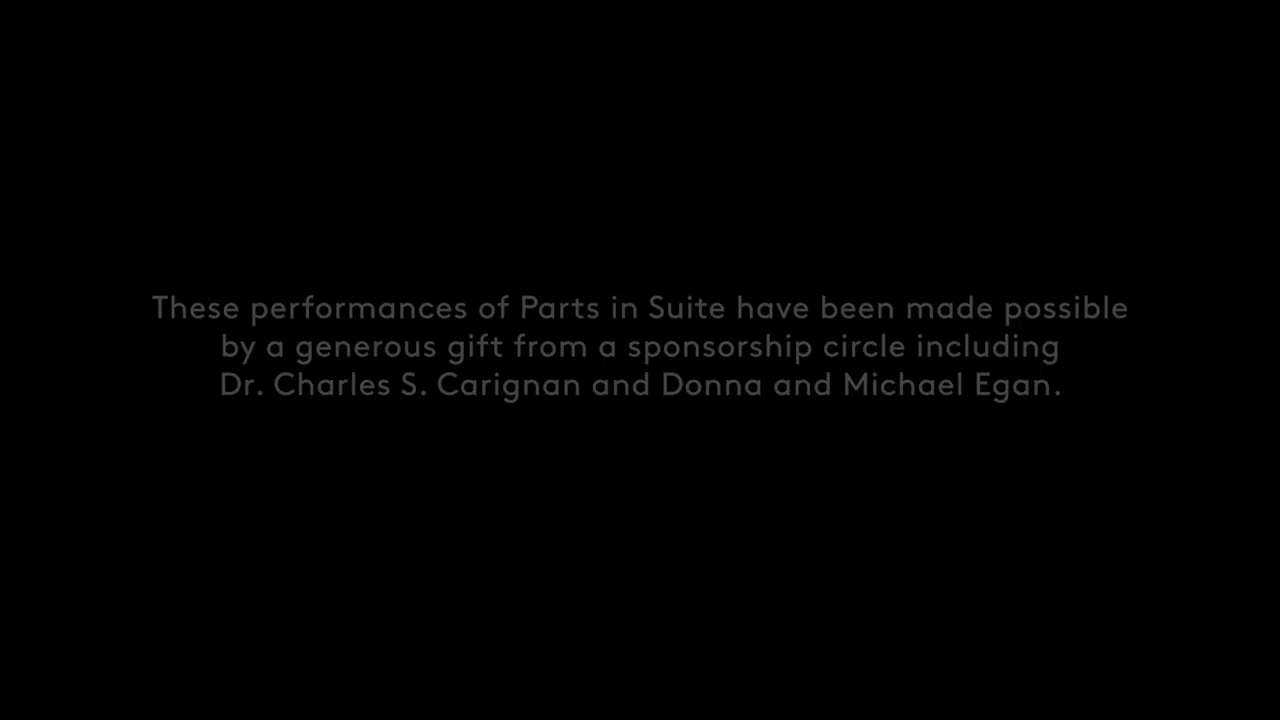 These performances of Parts in Suite have been made possible
by a generous gift from a sponsorship circle including
Dr. Charles S. Carignan and Donna and Michael Egan.